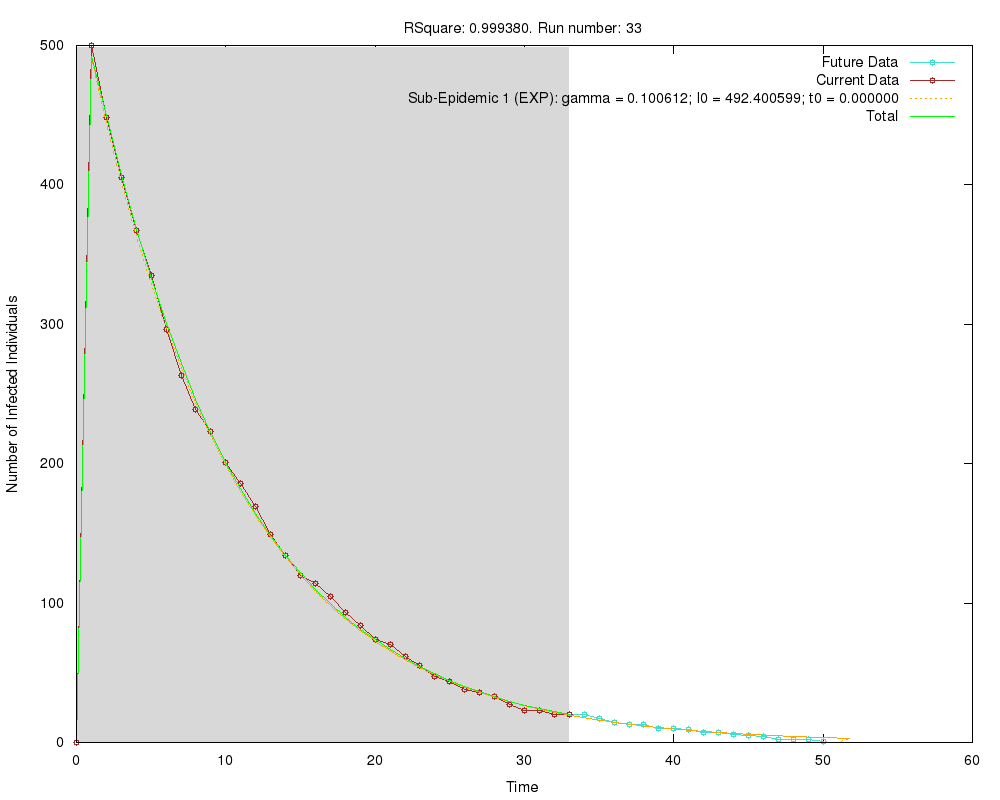 RSquare: 0.999380. Run number: 33
Future Data
Current Data
Sub-Epidemic 1 (EXP): gamma = 0.100612; I0 = 492.400599; t0 = 0.000000
Total
Number of Infected Individuals
500
400
300
200
100
0
0 10 20 30 40 50 60
Time